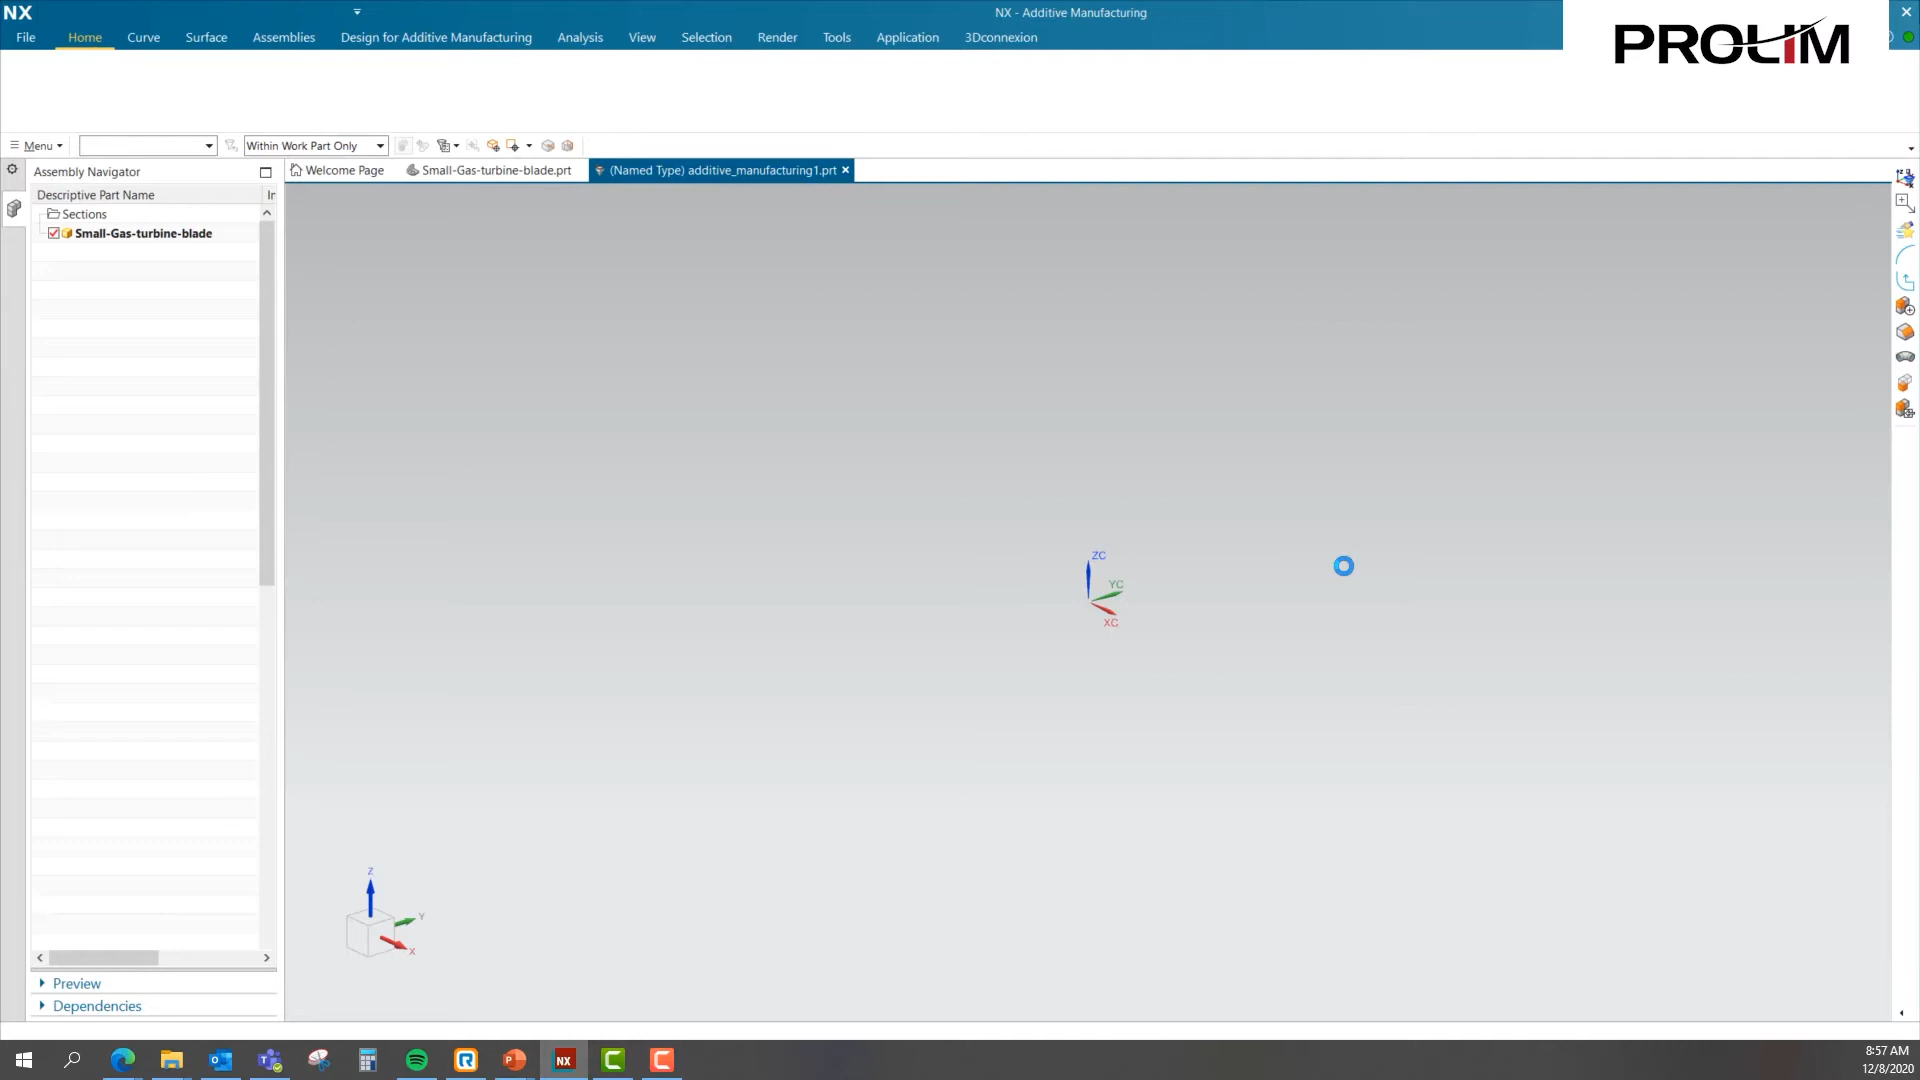 NX
NX - Additive Manufacturing
File Home Curve Surface Assemblies Design for Additive Manufacturing Analysis View Selection Render Tools Application 3Dconnexion
PROLIM
Menu
Within Work Part Only
Assembly Navigator
Welcome Page
Small-Gas-turbine-blade.prt
(Named Type) additive_manufacturing1.prt
Descriptive Part Name
In
Sections
Small-Gas-turbine-blade
ZC
YC
XC
Z
Y
X
Preview
Dependencies
NX
8:57 AM
12/8/2020